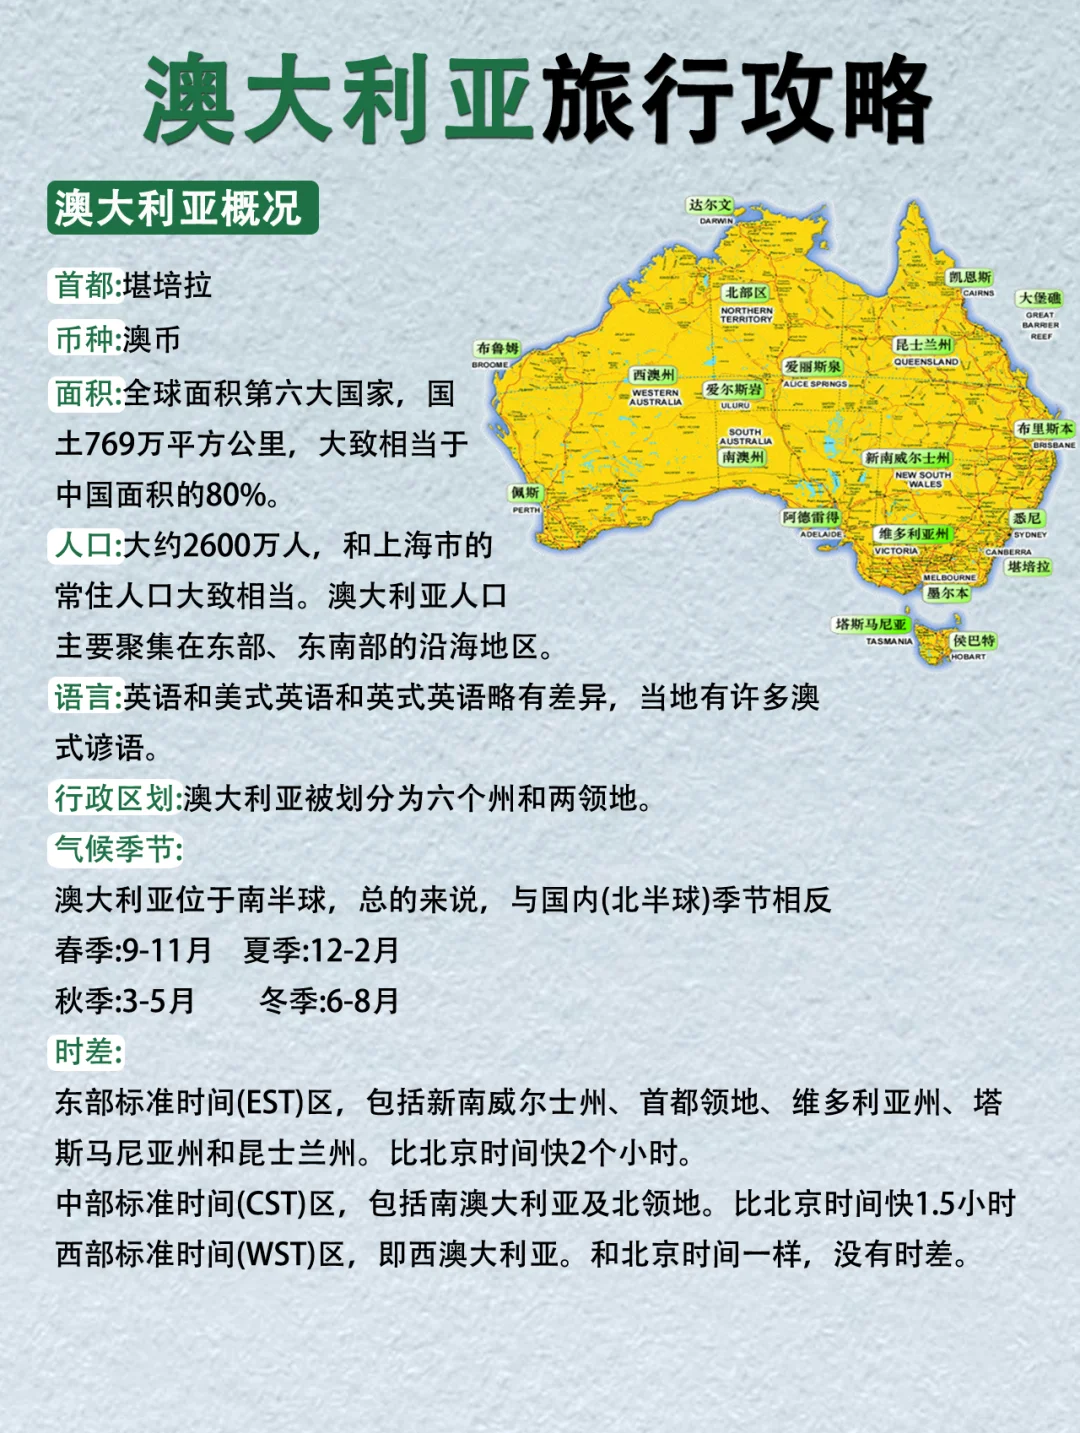 澳大利亚旅行攻略
澳大利亚概况
首都:堪培拉
币种:澳币
面积:全球面积第六大国家，国
土769万平方公里，大致相当于
中国面积的80%。
人口:大约2600万人，和上海市的
常住人口大致相当。澳大利亚人口
主要聚集在东部、东南部的沿海地区。
语言:英语和美式英语和英式英语略有差异，当地有许多澳
式谚语。
行政区划:澳大利亚被划分为六个州和两领地。
气候季节:
澳大利亚位于南半球，总的来说，与国内(北半球)季节相反
春季:9-11月 夏季:12-2月
秋季:3-5月 冬季:6-8月
时差:
东部标准时间(EST)区，包括新南威尔士州、首都领地、维多利亚州、塔
斯马尼亚州和昆士兰州。比北京时间快2个小时。
中部标准时间(CST)区，包括南澳大利亚及北领地。比北京时间快1.5小时
西部标准时间(WST)区，即西澳大利亚。和北京时间一样，没有时差。
达尔文
DARWIN
凯恩斯
CAIRNS
大堡礁
GREAT
BARRIER
REEF
北部区
NORTHERN
TERRITORY
布鲁姆
BROOME
昆士兰州
QUEENSLAND
西澳州
WESTERN
AUSTRALIA
爱丽斯泉
ALICE SPRINGS
爱尔斯岩
ULURU
布里斯本
BRISBANE
SOUTH
AUSTRALIA
南澳州
新南威尔士州
NEW SOUTH
WALES
佩斯
PERTH
阿德雷得
ADELAIDE
悉尼
SYDNEY
维多利亚州
VICTORIA
CANBERRA
堪培拉
MELBOURNE
墨尔本
塔斯马尼亚
TASMANIA
侯巴特
HOBART